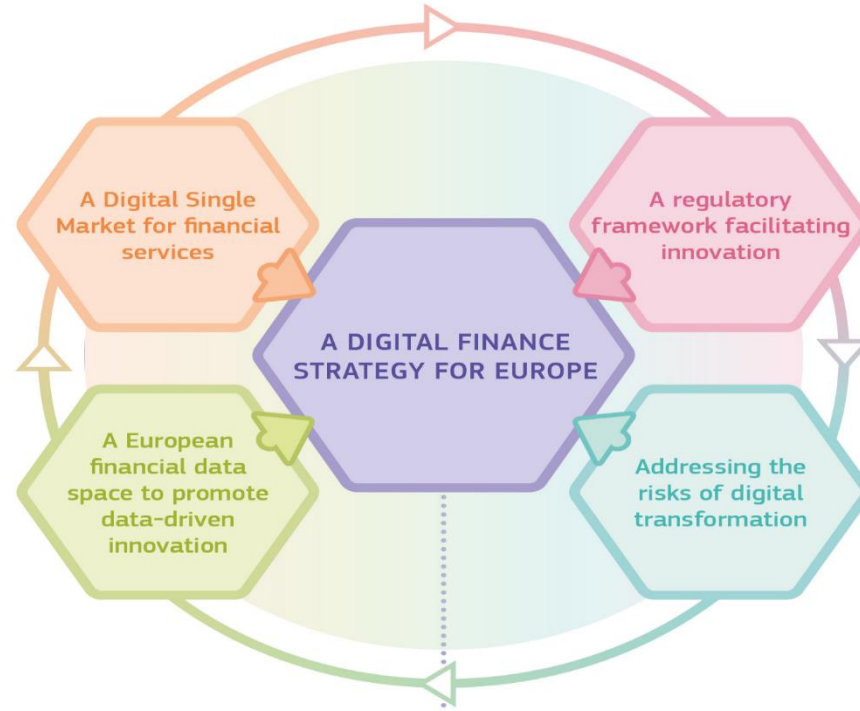 A Digital Single
Market for financial
services
A regulatory
framework facilitating
innovation
A DIGITAL FINANCE
STRATEGY FOR EUROPE
A European
financial data
space to promote
data-driven
innovation
Addressing the
risks of digital
transformation